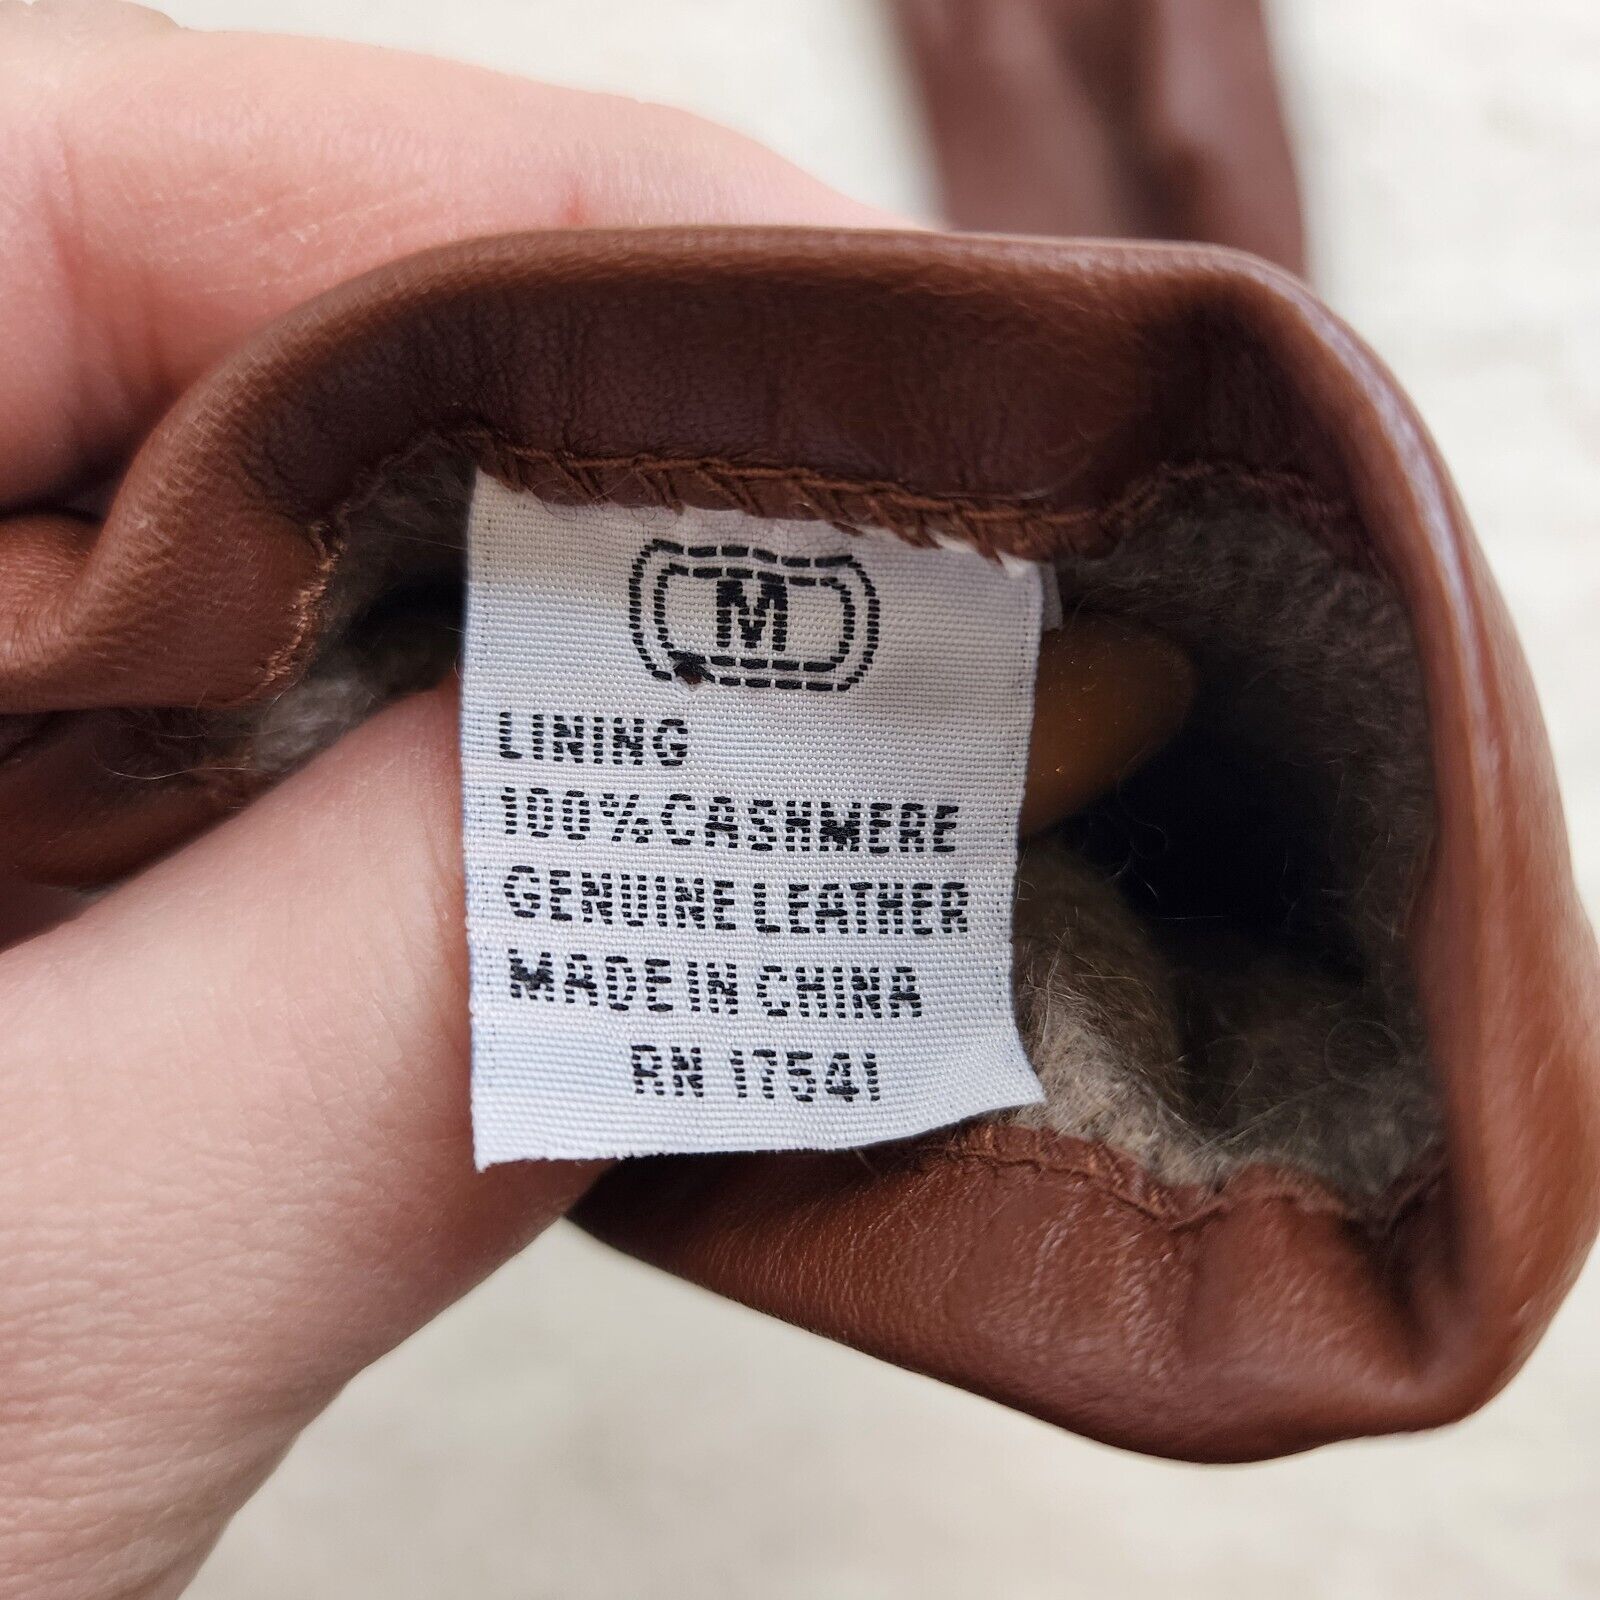 M
LINING
100% CASHMERE
GENUINE LEATHER
MADE IN CHINA
RN 17541